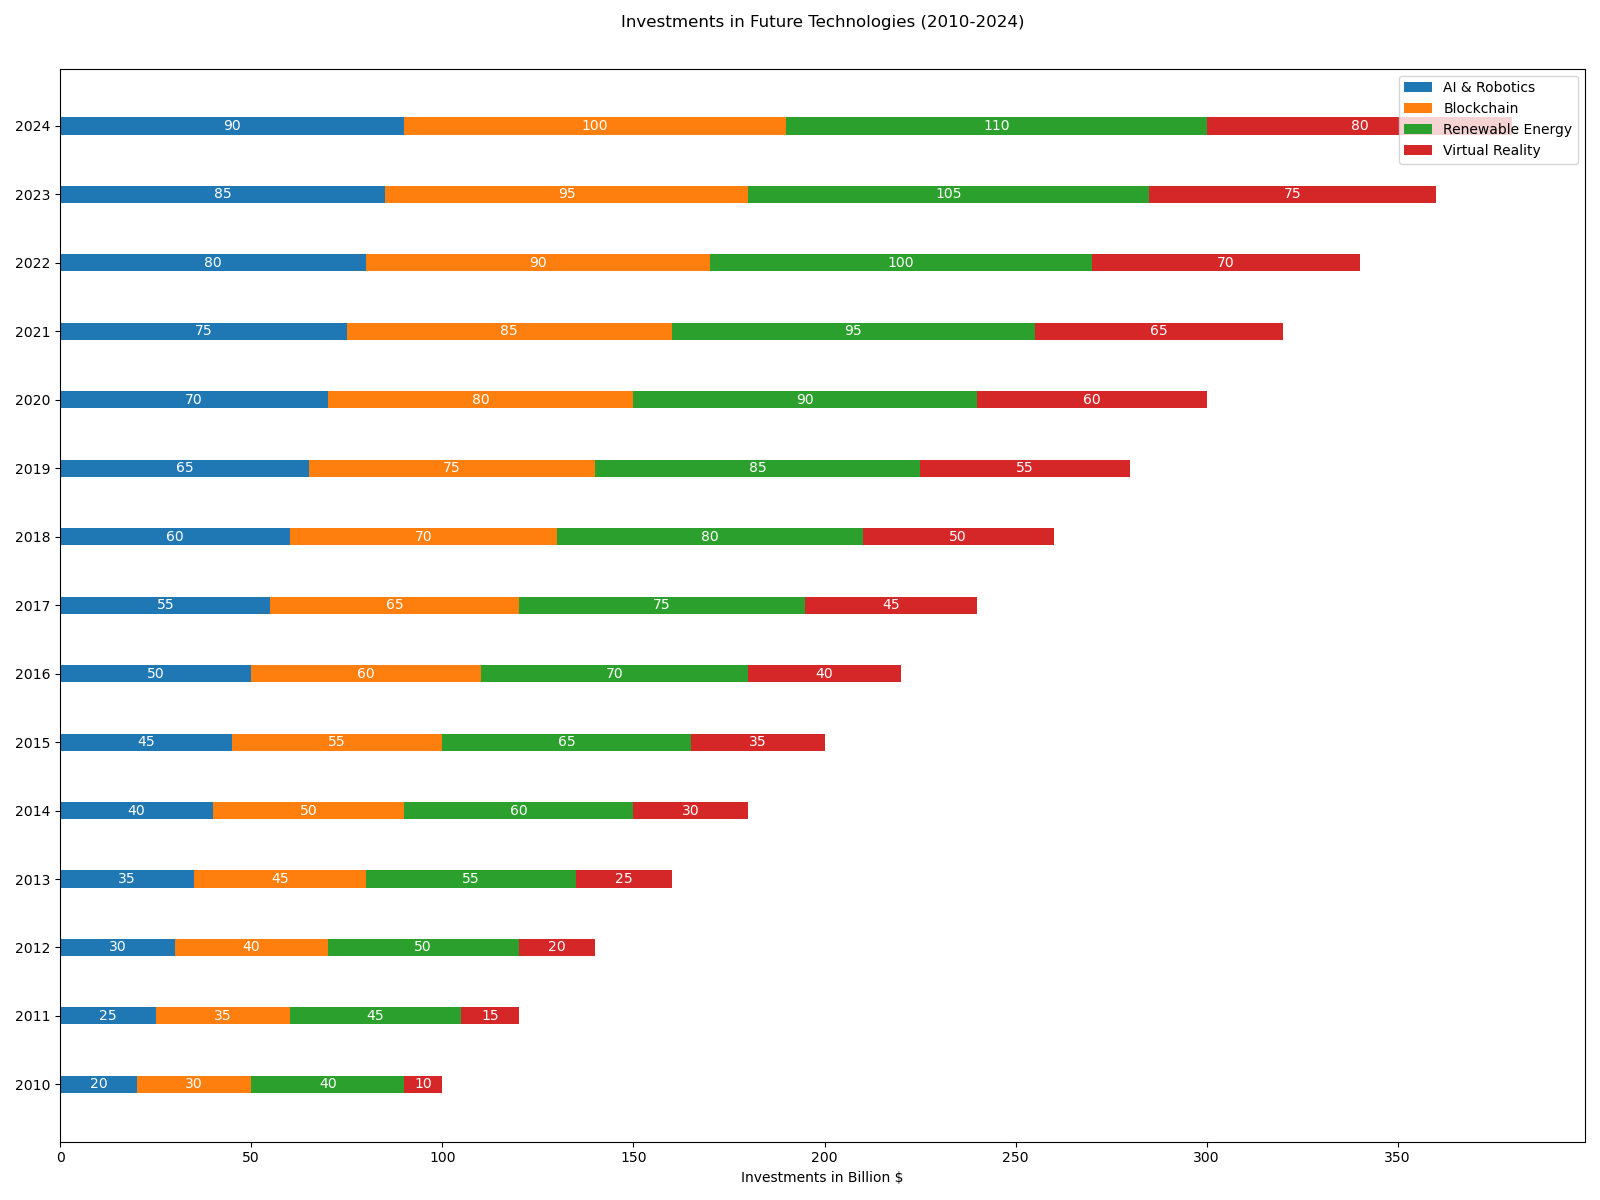 Investments in Future Technologies (2010-2024)
AI & Robotics
Blockchain
Renewable Energy
Virtual Reality
2024 90 100 110 80
2023 85 95 105 75
2022 80 90 100 70
2021 75 85 95 65
2020 70 80 90 60
2019 65 75 85 55
2018 60 70 80 50
2017 55 65 75 45
2016 50 60 70 40
2015 45 55 65 35
2014 40 50 60 30
2013 35 45 55 25
2012 30 40 50 20
2011 25 35 45 15
2010 20 30 40 10
0 50 100 150 200 250 300 350
Investments in Billion $